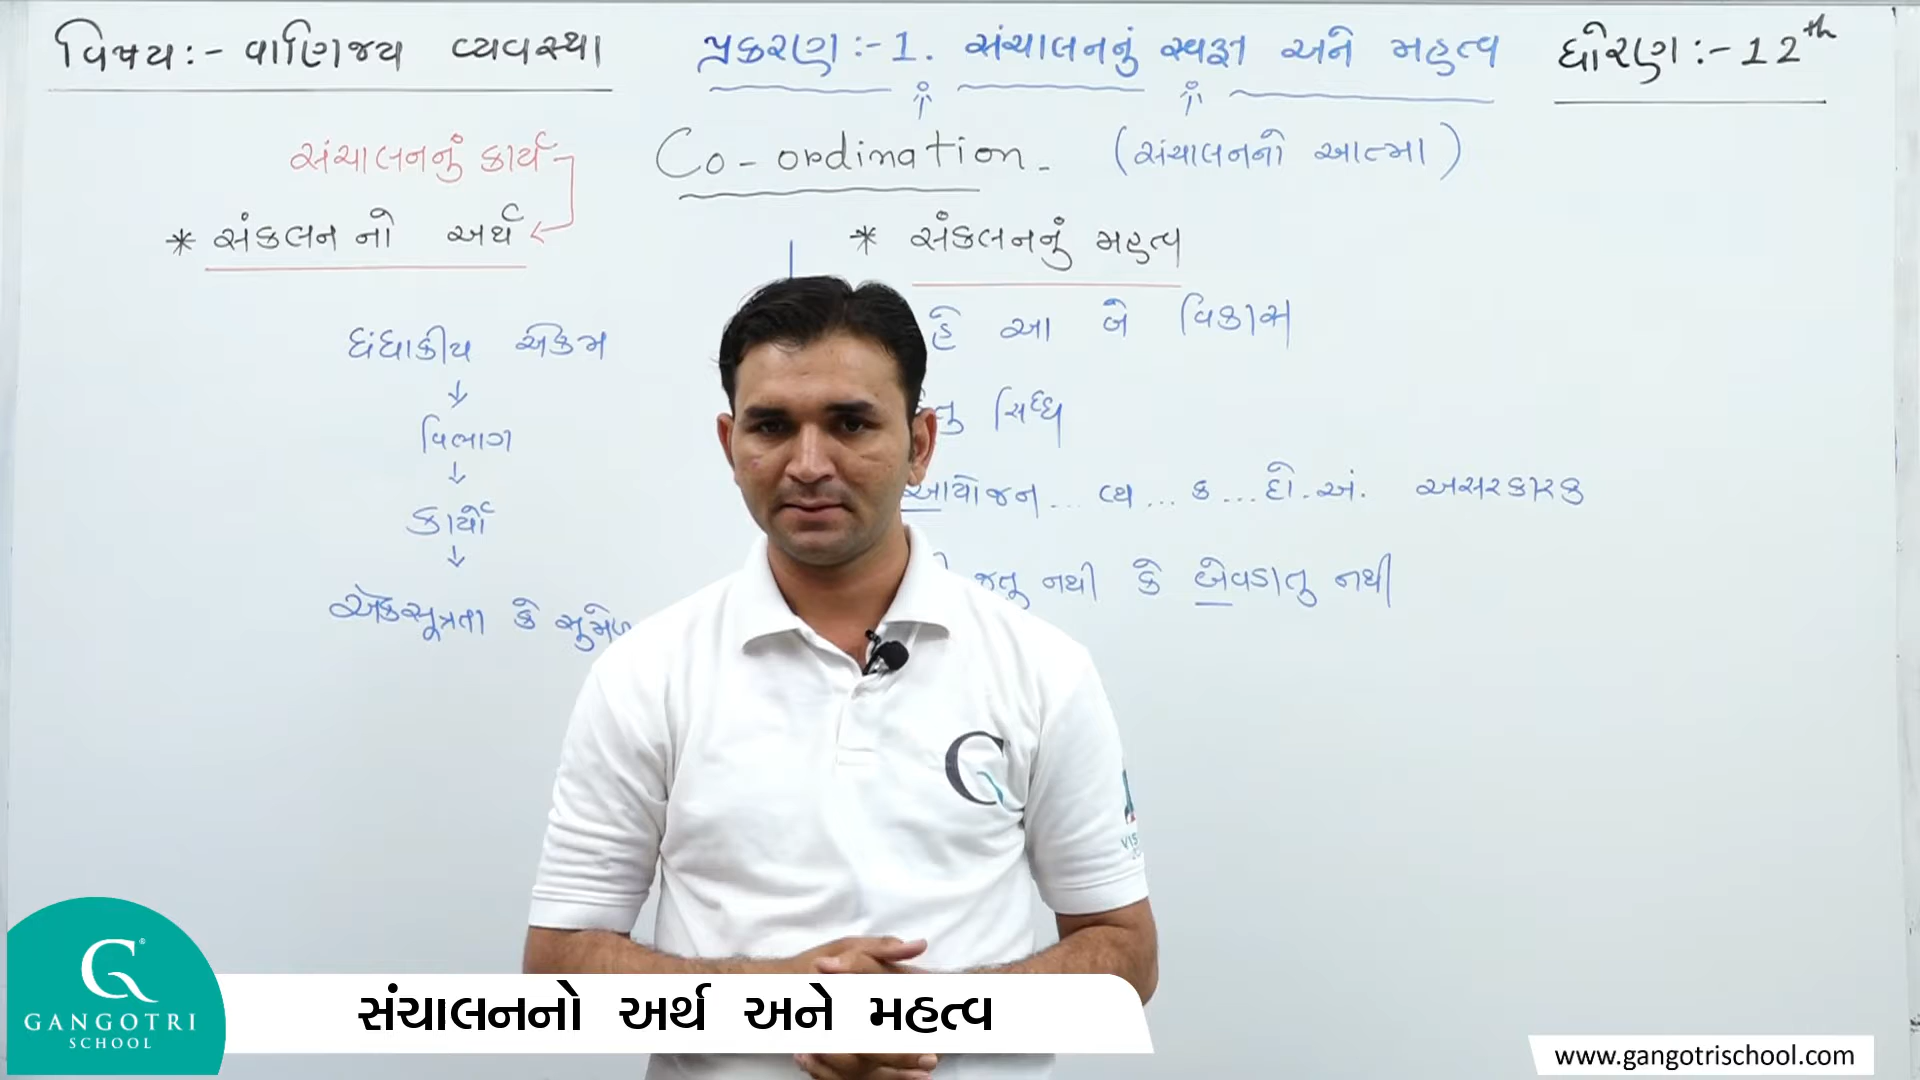 વિષય:- વાણિજય વ્યવસ્થા
પ્રકરણ:-1. સંચાલનનું સ્વરૂપ અને મહત્વ
ધોરણ:-12th
સંચાલનનું કાર્ય
Co-ordination. (સંચાલનનો આત્મા)
* સંકલન નો અર્થ
* સંકલનનું મહત્વ
ધંધાકીય એકમ
વિભાગ
કાર્યો
એકસૂત્રતા કે સુમેળ
આ બે વિકાસ
સિધ્ધ
આયોજન... વ્ય... ક... દો.અં. અસરકારક
જતુ નથી કે બેવડાતુ નથી
G
GANGOTRI
SCHOOL
સંચાલનનો અર્થ અને મહત્વ
www.gangotrischool.com